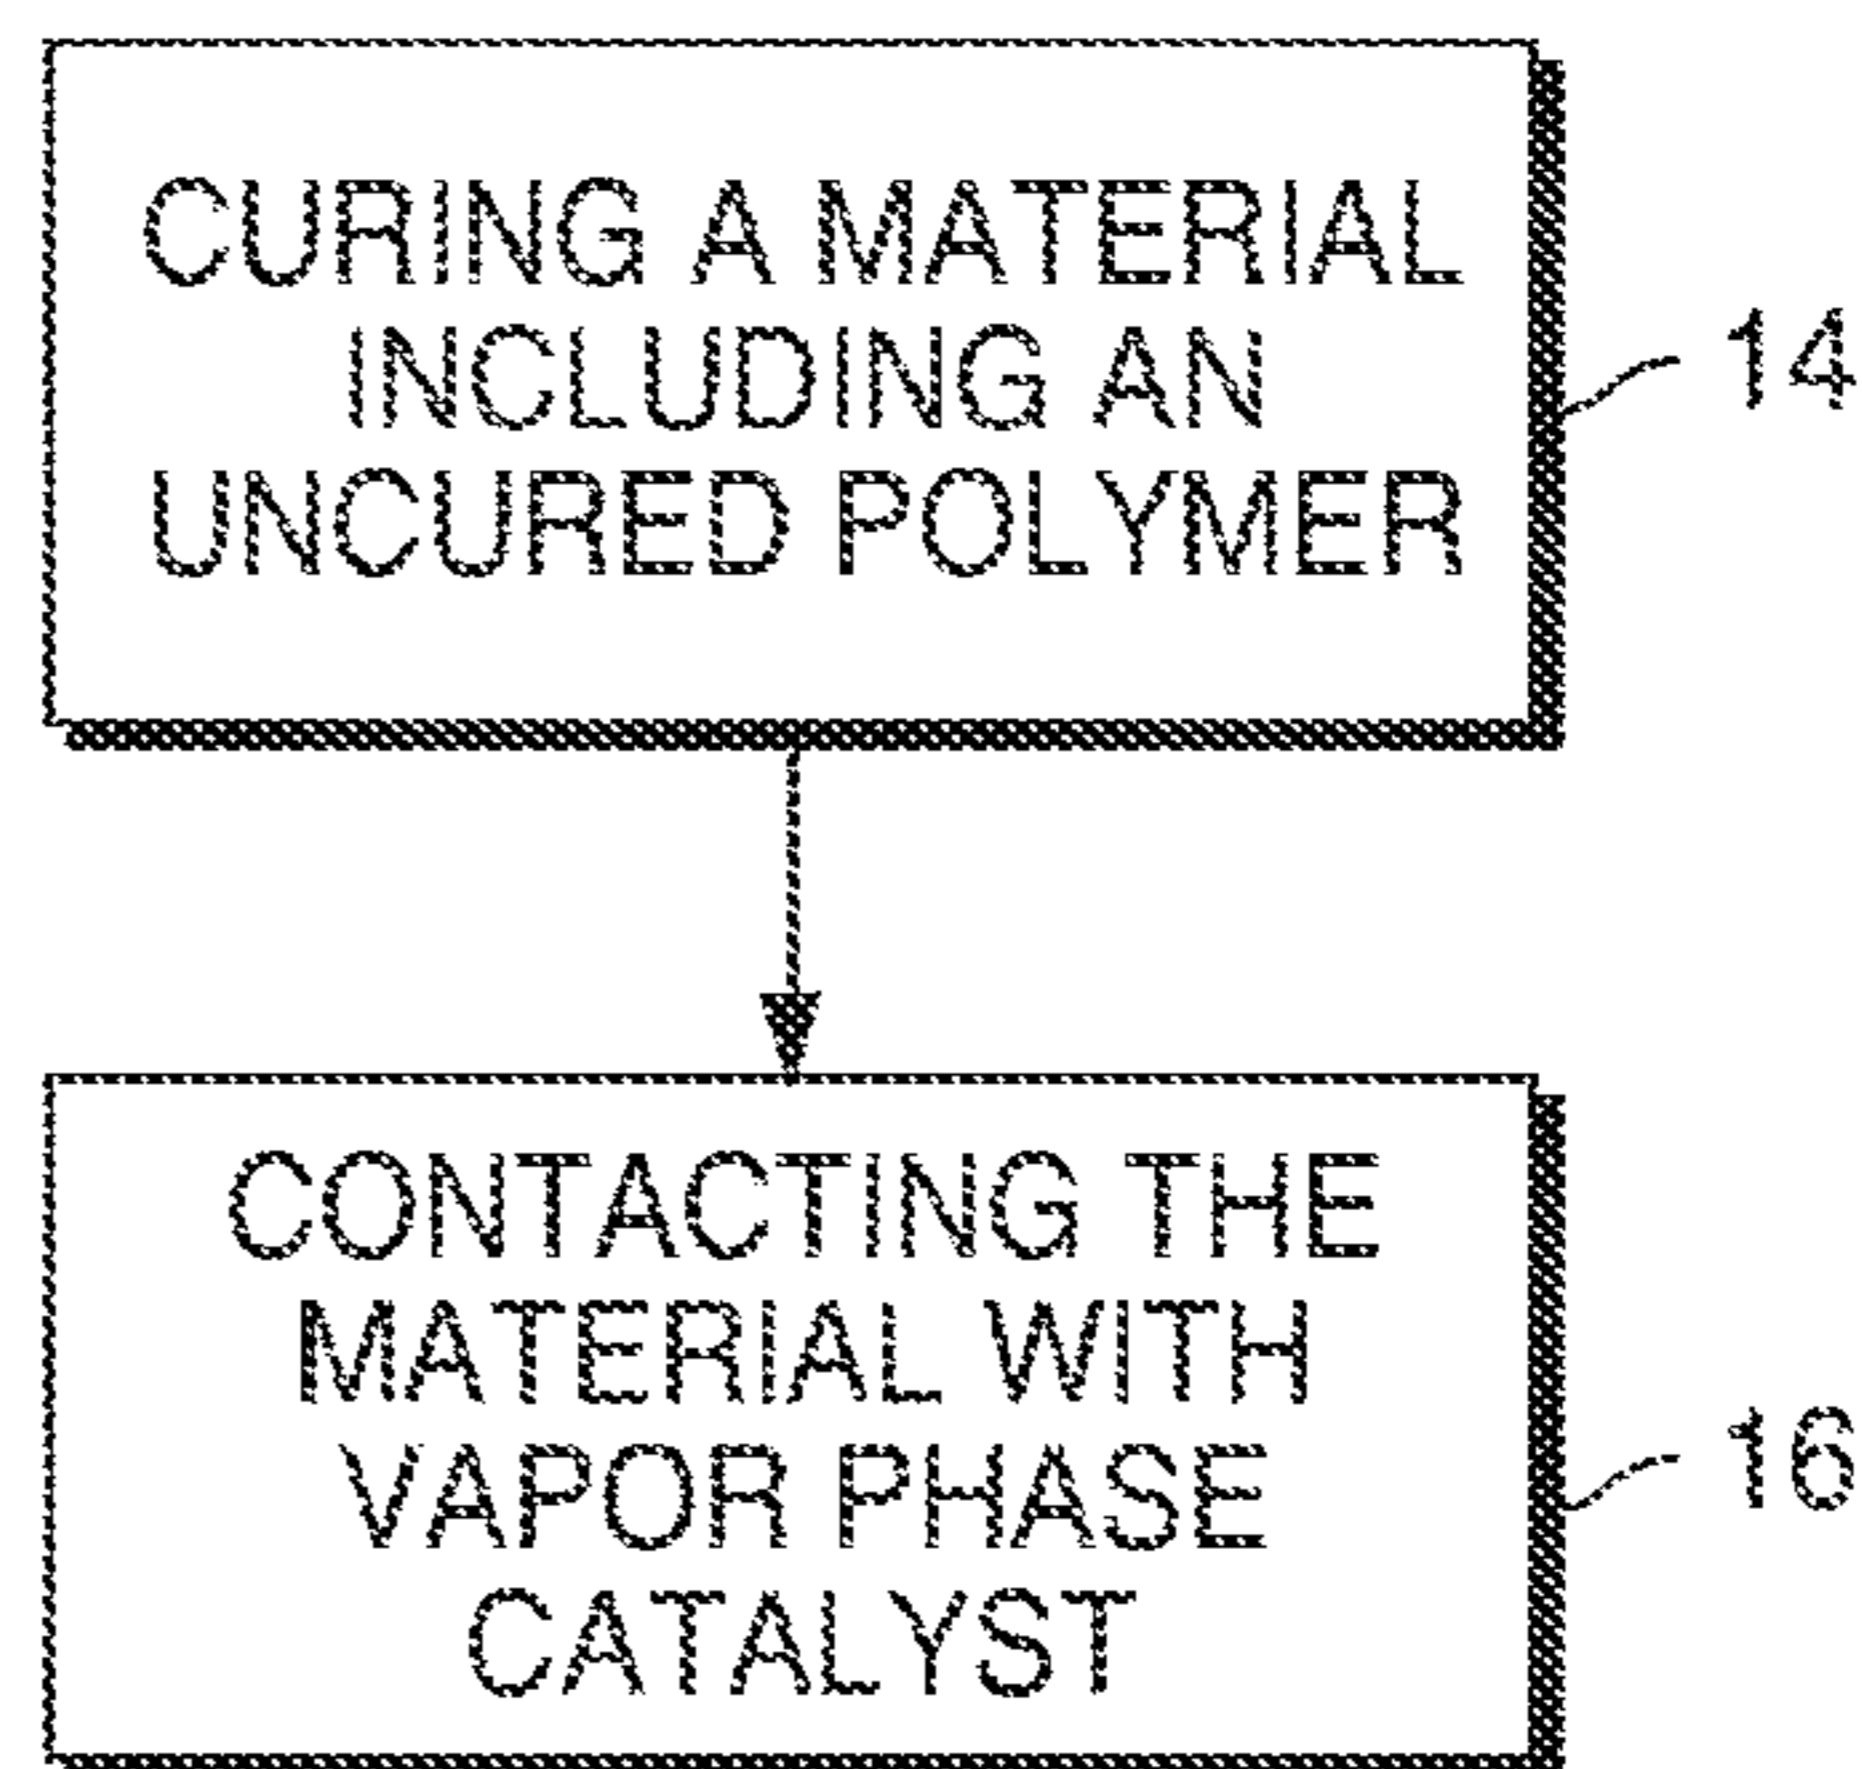 CURING A MATERIAL
INCLUDING AN
UNCURED POLYMER
14
CONTACTING THE
MATERIAL WITH
VAPOR PHASE
CATALYST
16